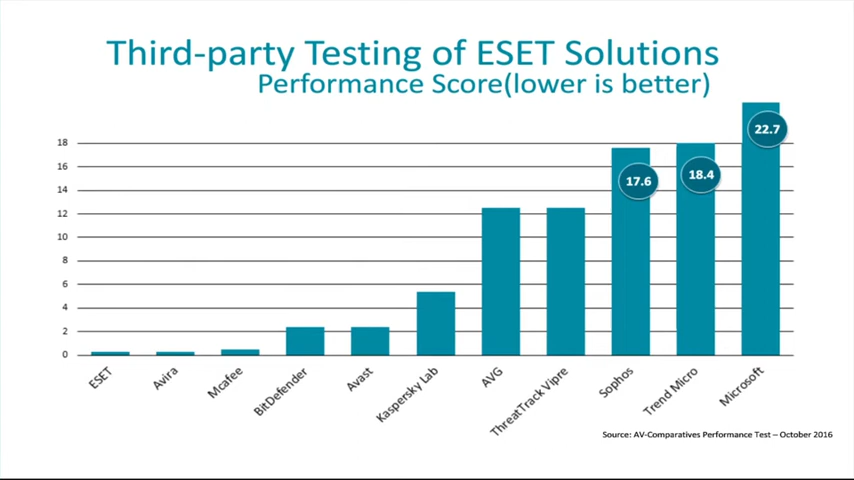 Third-party Testing of ESET Solutions
Performance Score(lower is better)
22.7
18
16
17.6
18.4
14
12
10
8
6
4
2
0
ESET
Avira
Mcafee
BitDefender
Avast
Kaspersky Lab
AVG
ThreatTrack Vipre
Sophos
Trend Micro
Microsoft
Source: AV-Comparatives Performance Test – October 2016